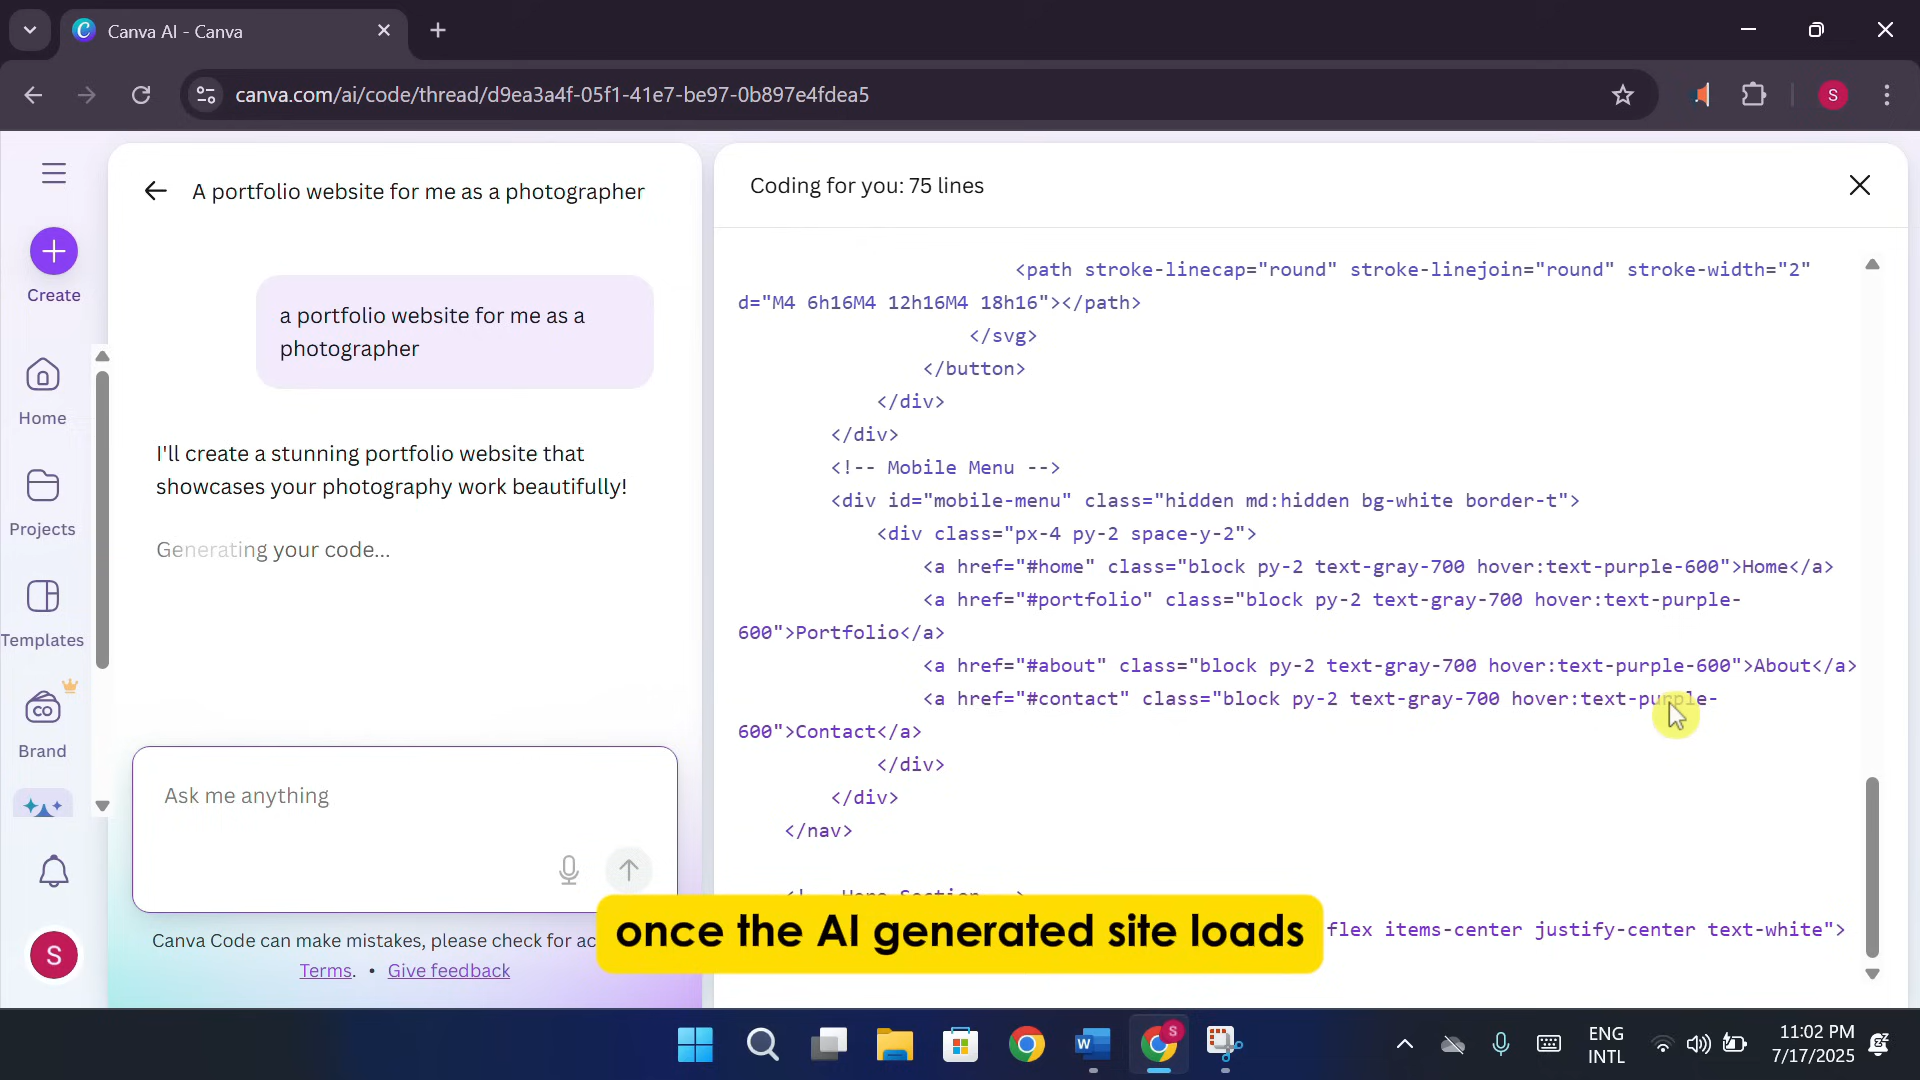 Canva AI - Canva
canva.com/ai/code/thread/d9ea3a4f-05f1-41e7-be97-0b897e4fdea5
S
Create
Home
Projects
Templates
CO
Brand
S
A portfolio website for me as a photographer
a portfolio website for me as a
photographer
I'll create a stunning portfolio website that
showcases your photography work beautifully!
Generating your code...
Ask me anything
Canva Code can make mistakes, please check for ac
Terms. • Give feedback
Coding for you: 75 lines
<path stroke-linecap="round" stroke-linejoin="round" stroke-width="2"
d="M4 6h16M4 12h16M4 18h16"></path>
</svg>
</button>
</div>
</div>
<!-- Mobile Menu -->
<div id="mobile-menu" class="hidden md:hidden bg-white border-t">
<div class="px-4 py-2 space-y-2">
<a href="#home" class="block py-2 text-gray-700 hover:text-purple-600">Home</a>
<a href="#portfolio" class="block py-2 text-gray-700 hover:text-purple-
600">Portfolio</a>
<a href="#about" class="block py-2 text-gray-700 hover:text-purple-600">About</a>
<a href="#contact" class="block py-2 text-gray-700 hover:text-purple-
600">Contact</a>
</div>
</div>
</nav>
flex items-center justify-center text-white">
once the AI generated site loads
W
S
ENG
INTL
11:02 PM
7/17/2025